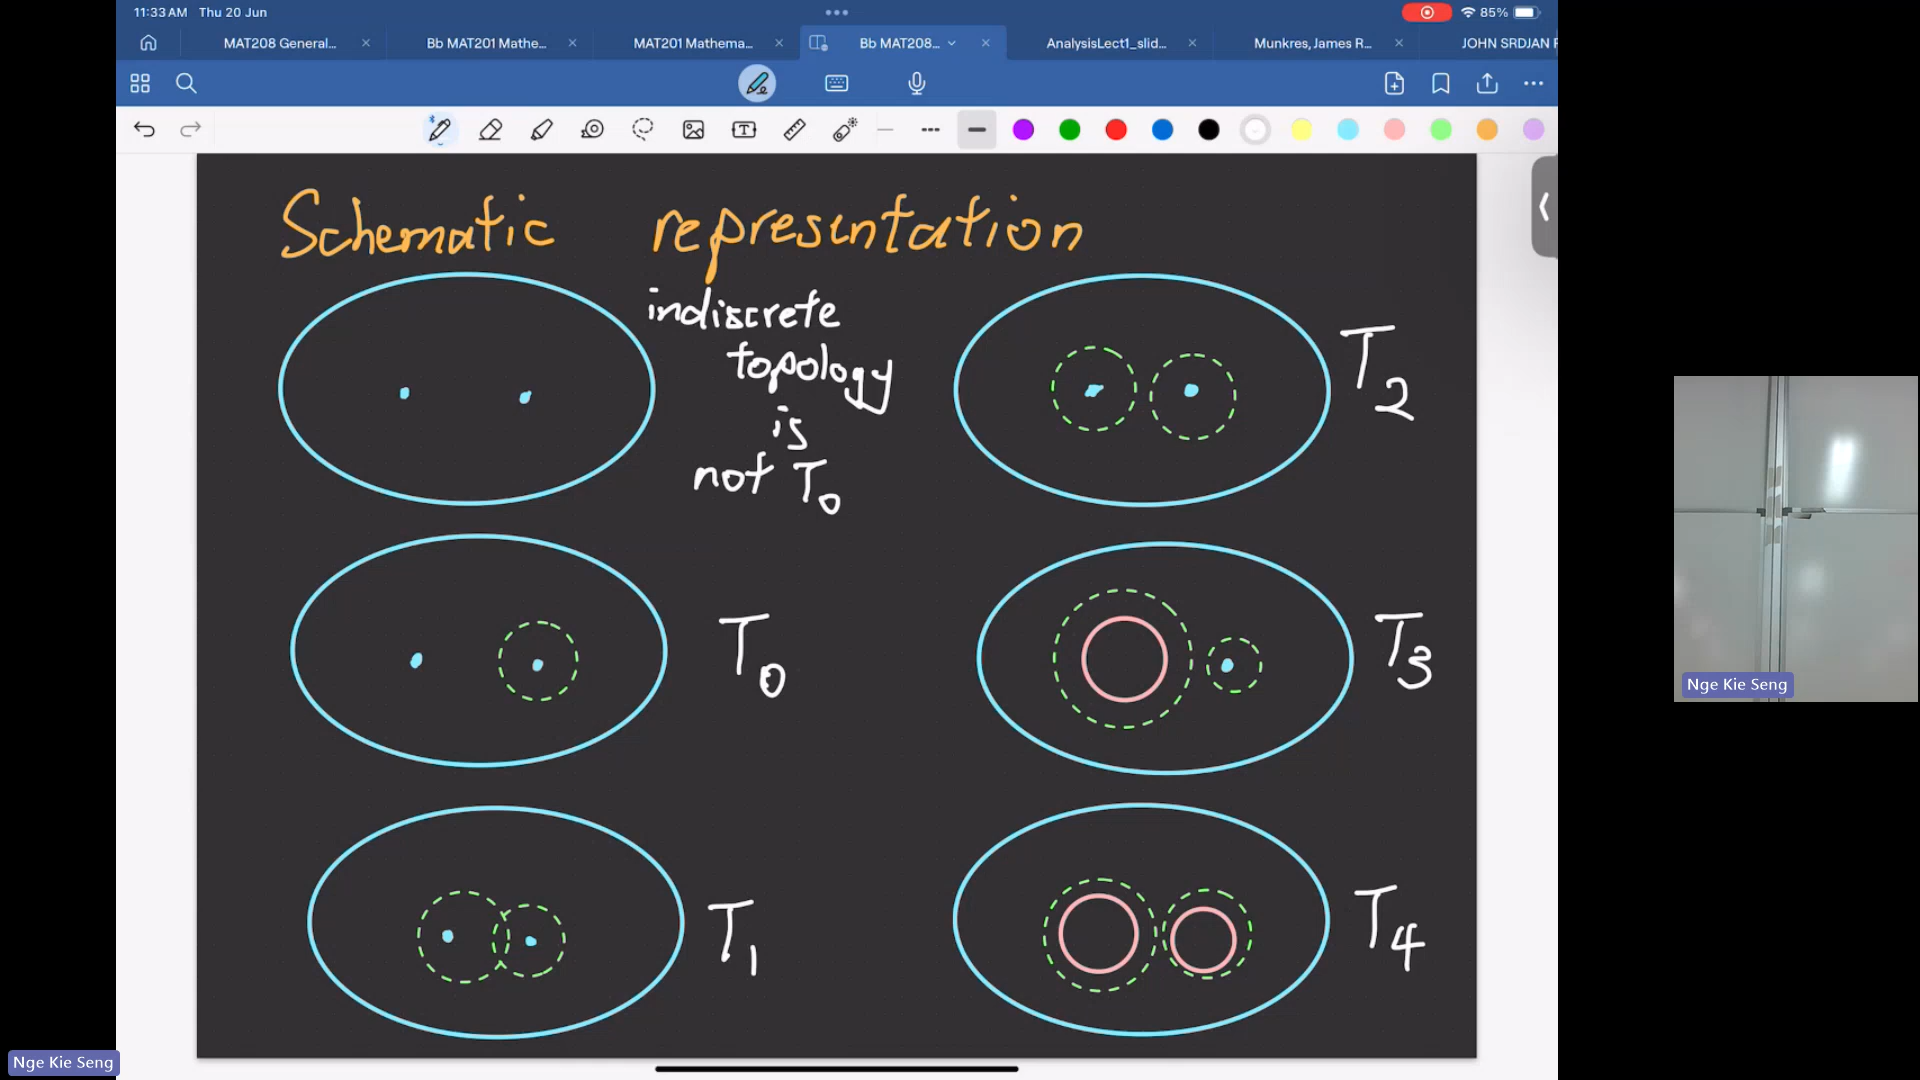 11:33 AM Thu 20 Jun
85%
MAT208 General...
Bb MAT201 Mathe...
MAT201 Mathema...
Bb MAT208...
AnalysisLect1_slid...
Munkres, James R...
JOHN SRDJAN P
Schematic representation
indiscrete
topology
is
not T0
T2
T0
T3
T1
T4
Nge Kie Seng
Nge Kie Seng